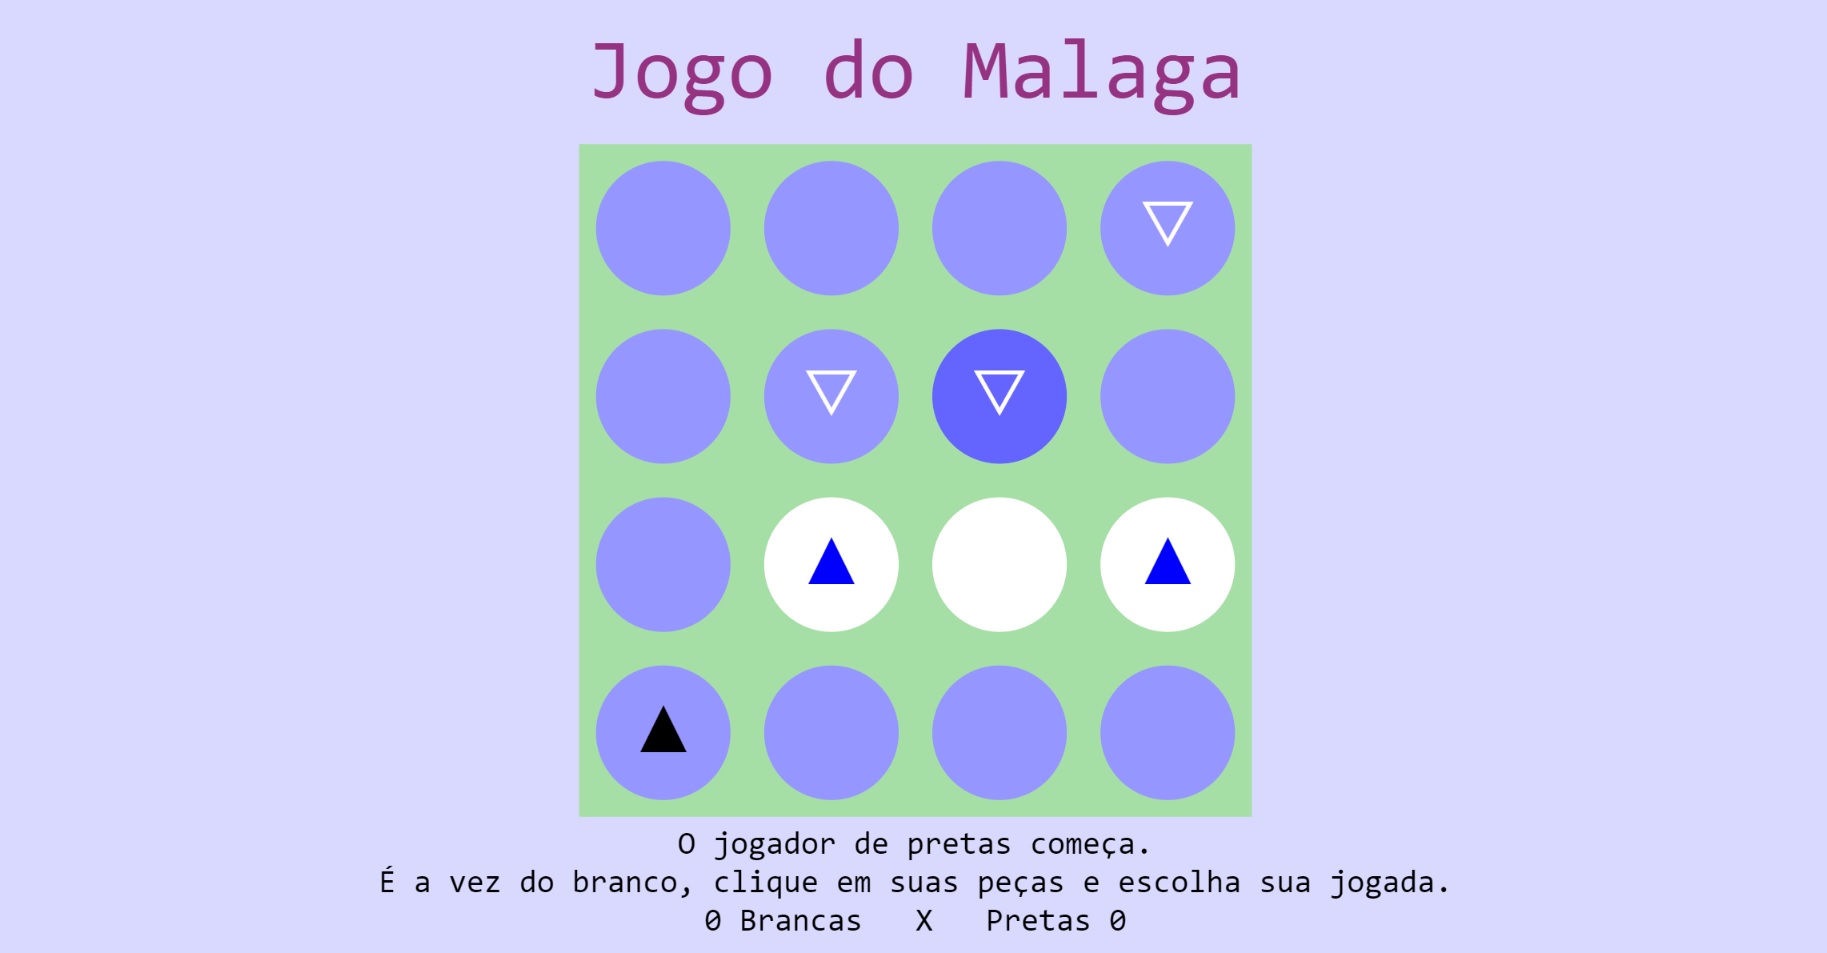 Jogo do Malaga
O jogador de pretas começa.
É a vez do branco, clique em suas peças e escolha sua jogada.
0 Brancas   X   Pretas 0